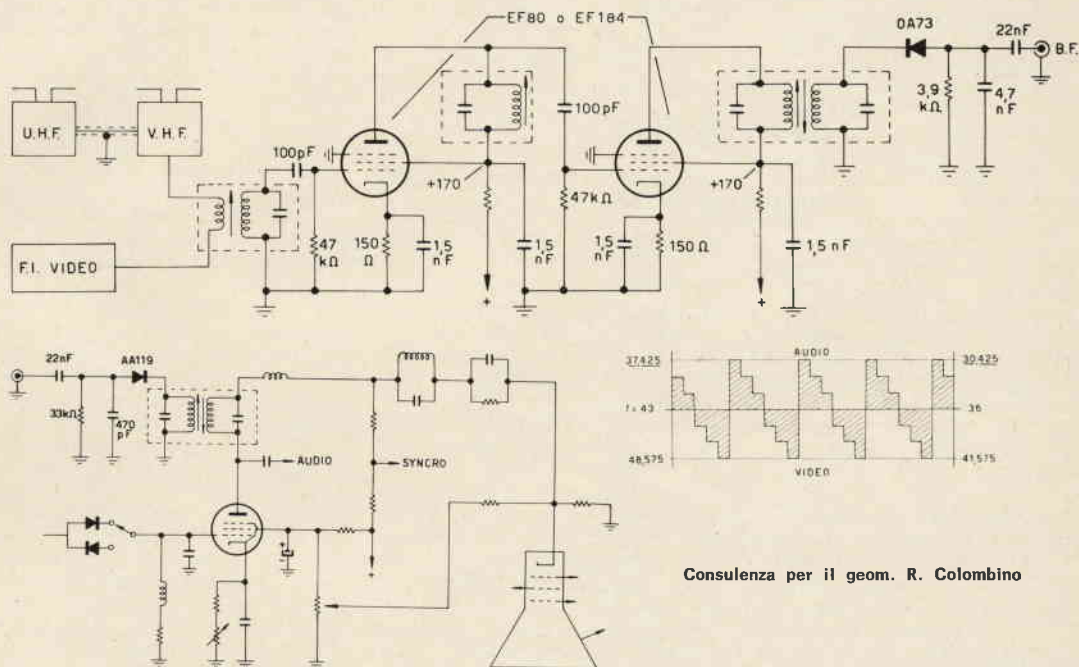 EF80 o EF184
OA73
22nF
B.F.
U.H.F.
V.H.F.
100pF
100pF
3,9
kΩ
4,7
nF
+170
+170
47kΩ
F.I. VIDEO
47
kΩ
150
Ω
1,5
nF
1,5
nF
1,5
nF
150 Ω
1,5 nF
+
+
22nF
AA119
33kΩ
470
pF
AUDIO
SYNCRO
+
+
-
AUDIO
37,425
30,425
f = 43
36
48,575
41,575
VIDEO
Consulenza per il geom. R. Colombino